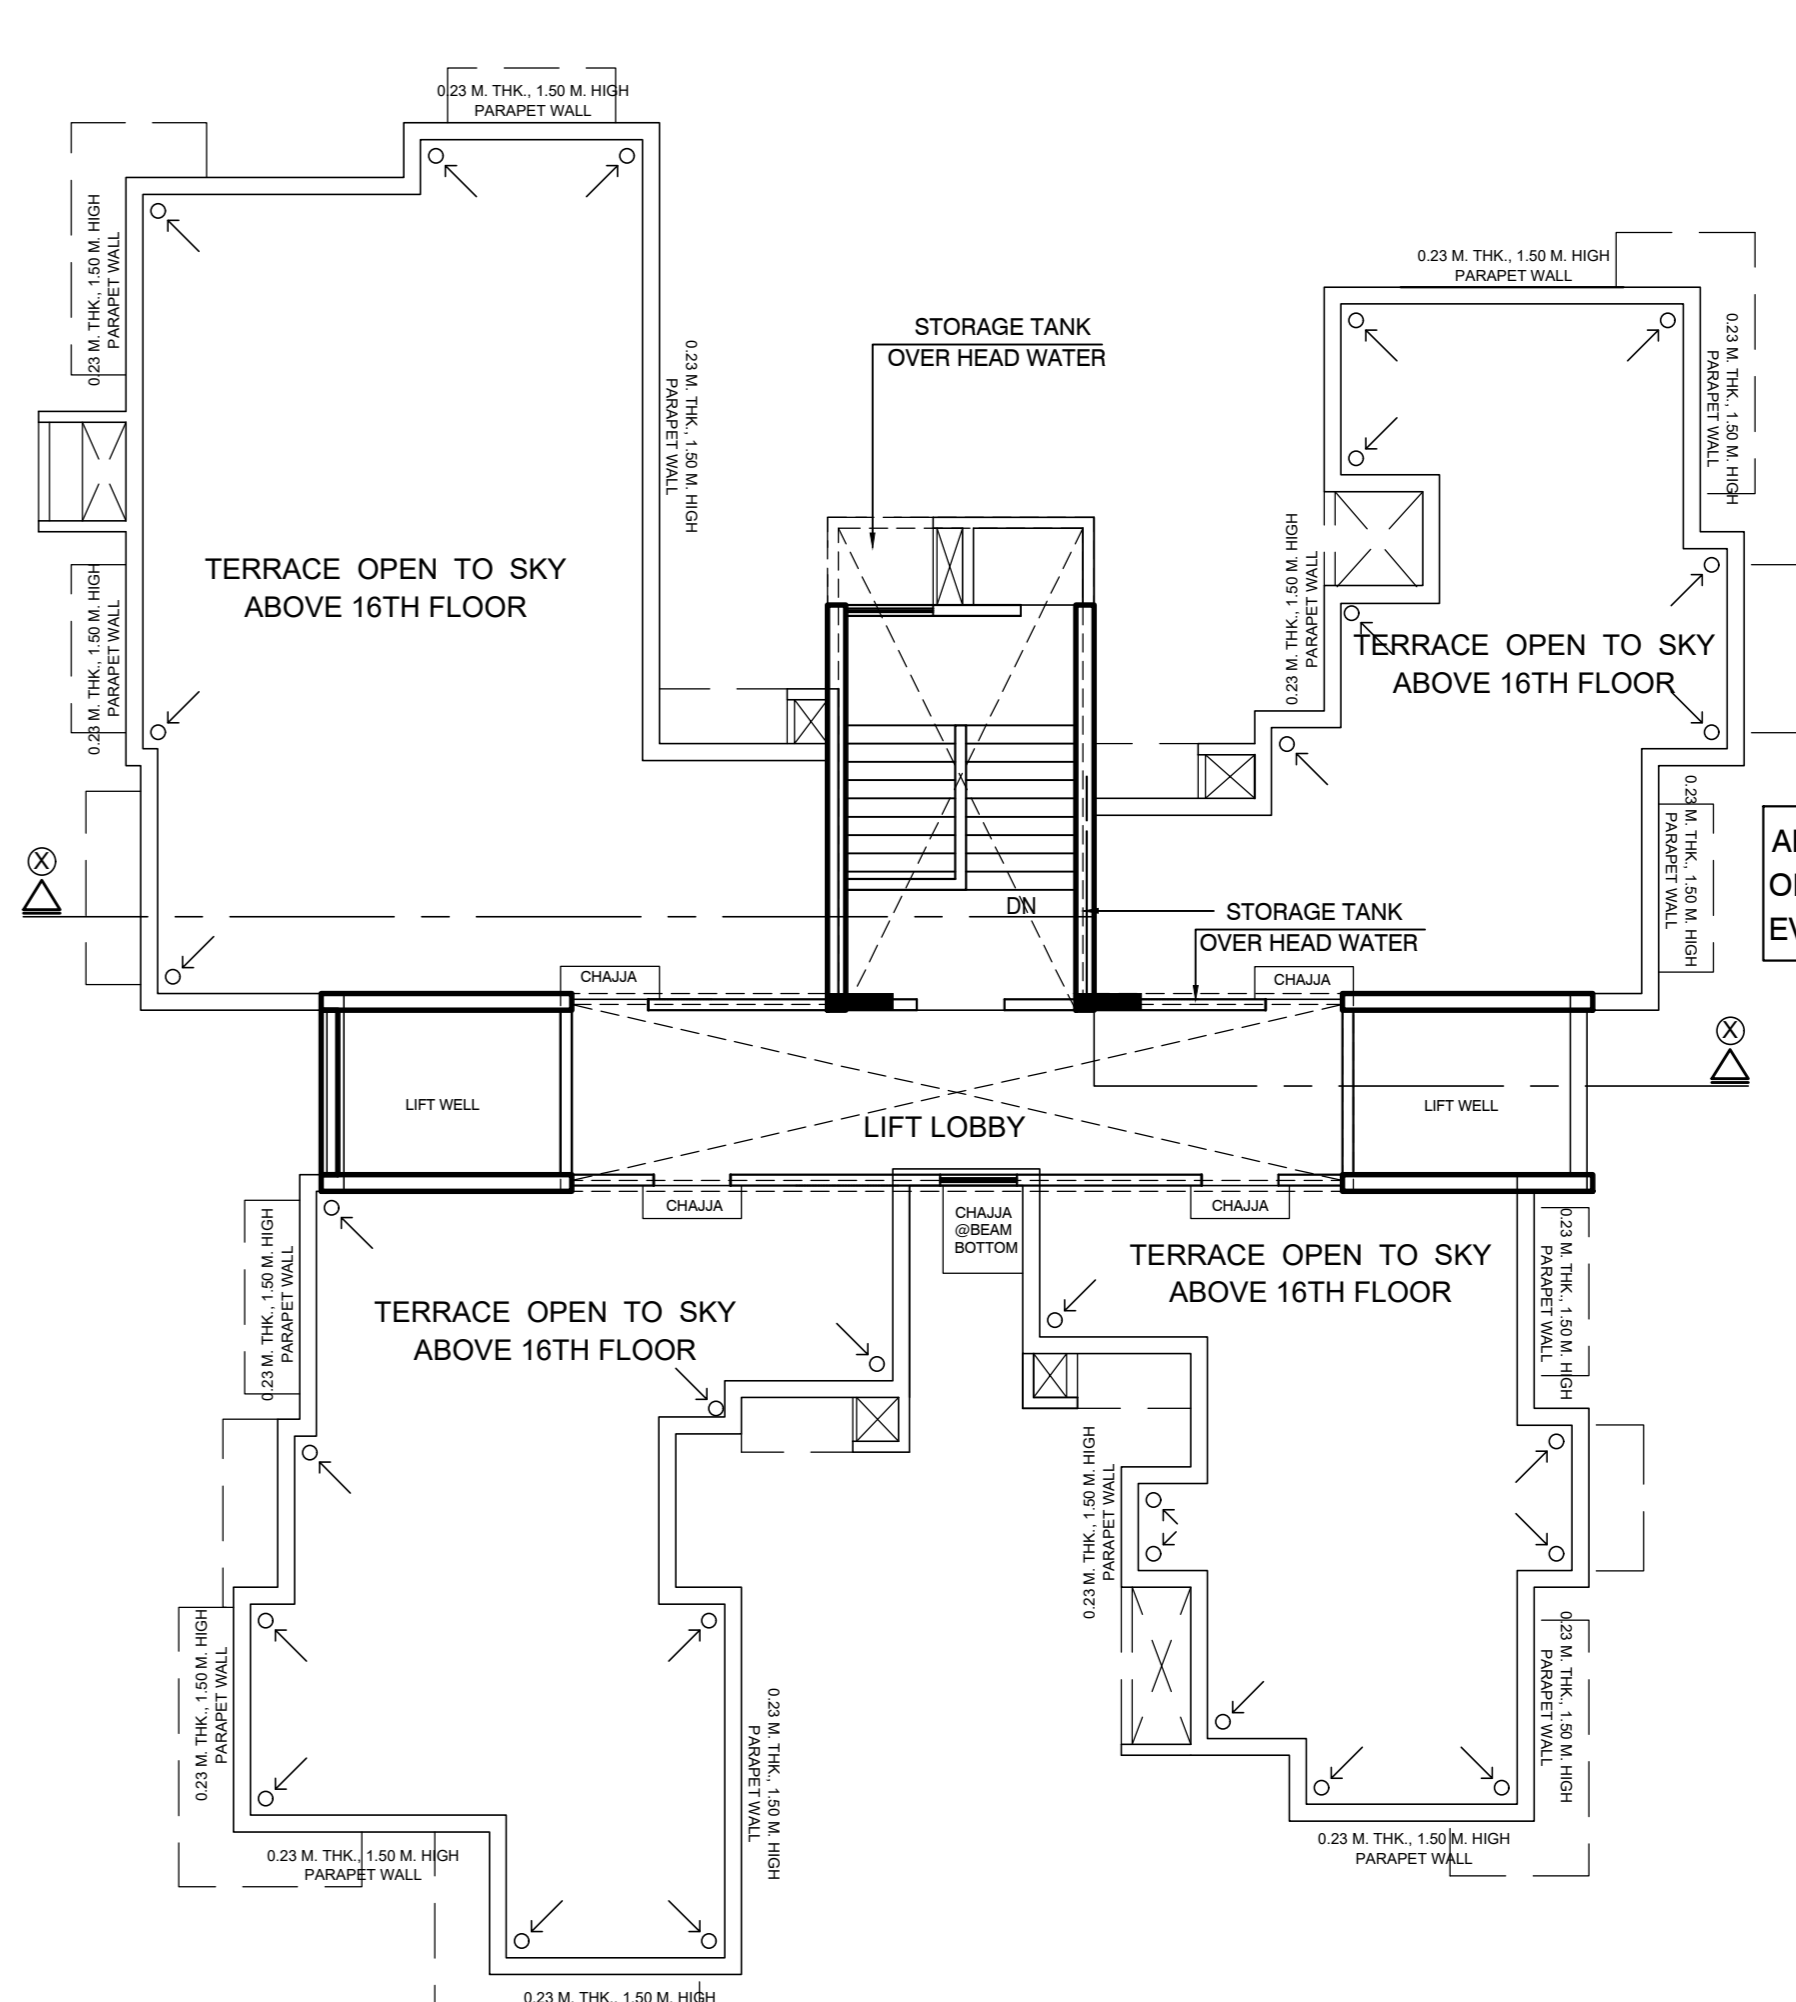 0.23 M. THK., 1.50 M. HIGH
PARAPET WALL
0.23 M. THK., 1.50 M. HIGH
PARAPET WALL
0.23 M. THK., 1.50 M. HIGH
PARAPET WALL
STORAGE TANK
OVER HEAD WATER
0.23 M. THK., 1.50 M. HIGH
PARAPET WALL
0.23 M. THK., 1.50 M. HIGH
PARAPET WALL
TERRACE OPEN TO SKY
ABOVE 16TH FLOOR
0.23 M. THK., 1.50 M. HIGH
PARAPET WALL
0.23 M. THK., 1.50 M. HIGH
PARAPET WALL
TERRACE OPEN TO SKY
ABOVE 16TH FLOOR
0.23 M. THK., 1.50 M. HIGH
PARAPET WALL
X
DN
STORAGE TANK
OVER HEAD WATER
CHAJJA
CHAJJA
X
LIFT WELL
LIFT LOBBY
LIFT WELL
CHAJJA
CHAJJA
@BEAM
BOTTOM
CHAJJA
0.23 M. THK., 1.50 M. HIGH
PARAPET WALL
TERRACE OPEN TO SKY
ABOVE 16TH FLOOR
TERRACE OPEN TO SKY
ABOVE 16TH FLOOR
0.23 M. THK., 1.50 M. HIGH
PARAPET WALL
0.23 M. THK., 1.50 M. HIGH
PARAPET WALL
0.23 M. THK., 1.50 M. HIGH
PARAPET WALL
0.23 M. THK., 1.50 M. HIGH
PARAPET WALL
0.23 M. THK., 1.50 M. HIGH
PARAPET WALL
0.23 M. THK., 1.50 M. HIGH
PARAPET WALL
0.23 M. THK., 1.50 M. HIGH
PARAPET WALL
0.23 M. THK., 1.50 M. HIGH